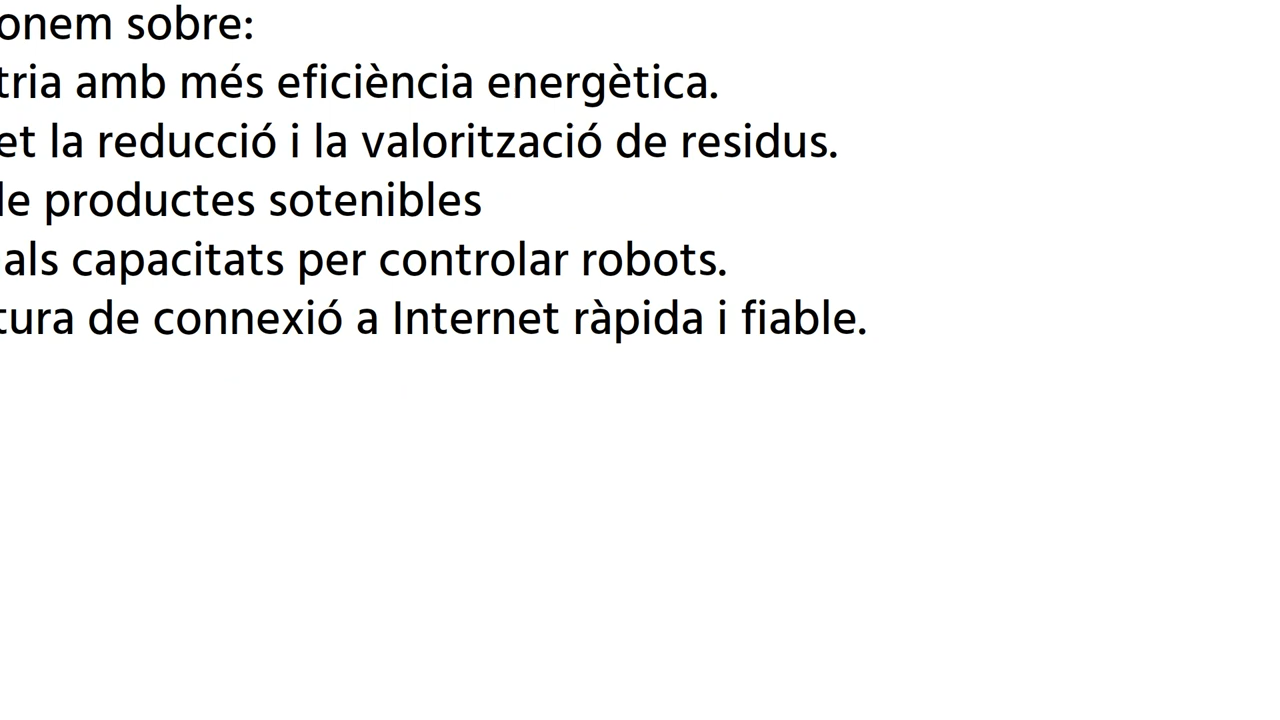 onem sobre:
tria amb més eficiència energètica.
et la reducció i la valorització de residus.
le productes sotenibles
als capacitats per controlar robots.
tura de connexió a Internet ràpida i fiable.